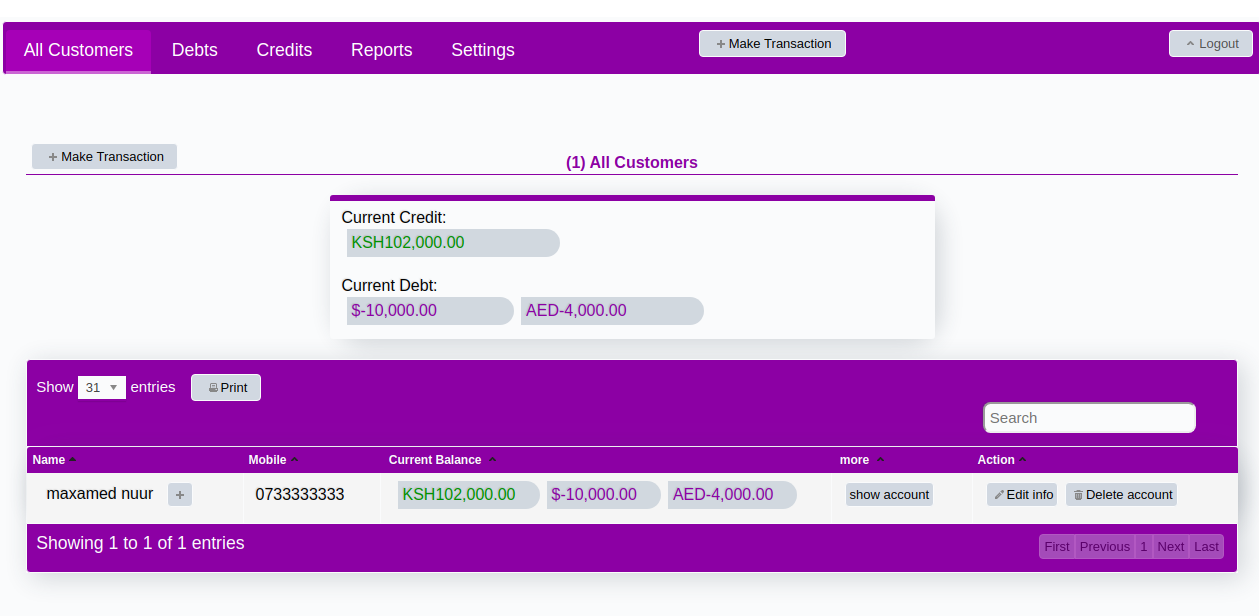 All Customers Debts Credits Reports Settings Make Transaction Logout
Make Transaction
(1) All Customers
Current Credit:
KSH102,000.00
Current Debt:
$-10,000.00 AED-4,000.00
Show 31 entries Print
Search
Name Mobile Current Balance more Action
maxamed nuur + 0733333333 KSH102,000.00 $-10,000.00 AED-4,000.00 show account Edit info Delete account
Showing 1 to 1 of 1 entries
First Previous 1 Next Last